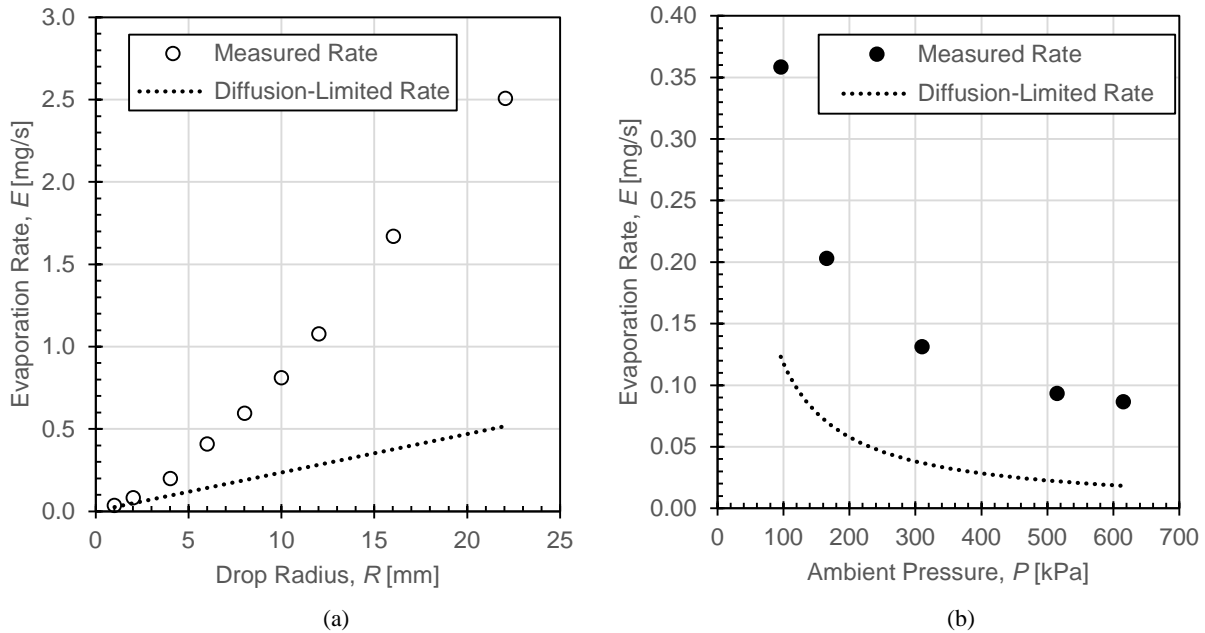 3.0
2.5
2.0
1.5
1.0
0.5
0.0
Evaporation Rate, E [mg/s]
Measured Rate
Diffusion-Limited Rate
0 5 10 15 20 25
Drop Radius, R [mm]
(a)
0.40
0.35
0.30
0.25
0.20
0.15
0.10
0.05
0.00
Evaporation Rate, E [mg/s]
Measured Rate
Diffusion-Limited Rate
0 100 200 300 400 500 600 700
Ambient Pressure, P [kPa]
(b)